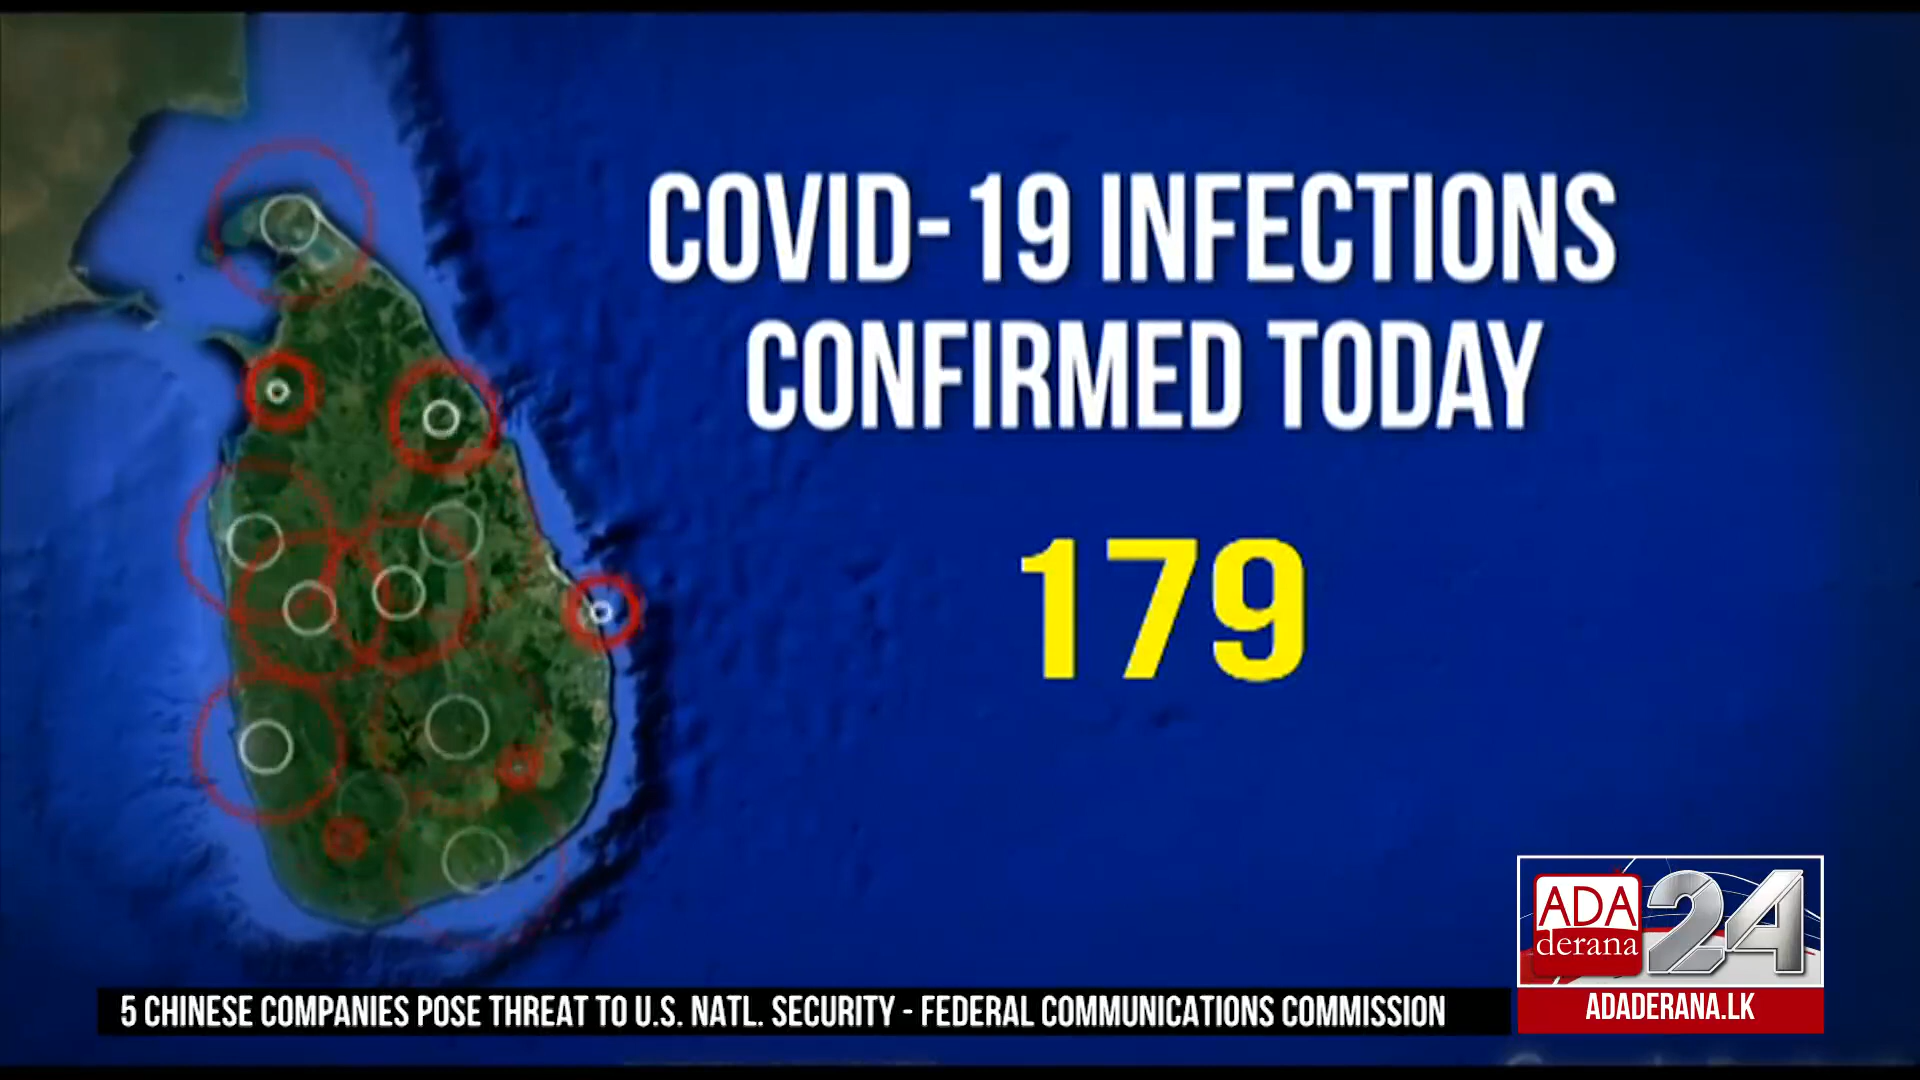 COVID-19 INFECTIONS
CONFIRMED TODAY
179
ADA
derana
24
ADADERANA.LK
5 CHINESE COMPANIES POSE THREAT TO U.S. NATL. SECURITY - FEDERAL COMMUNICATIONS COMMISSION